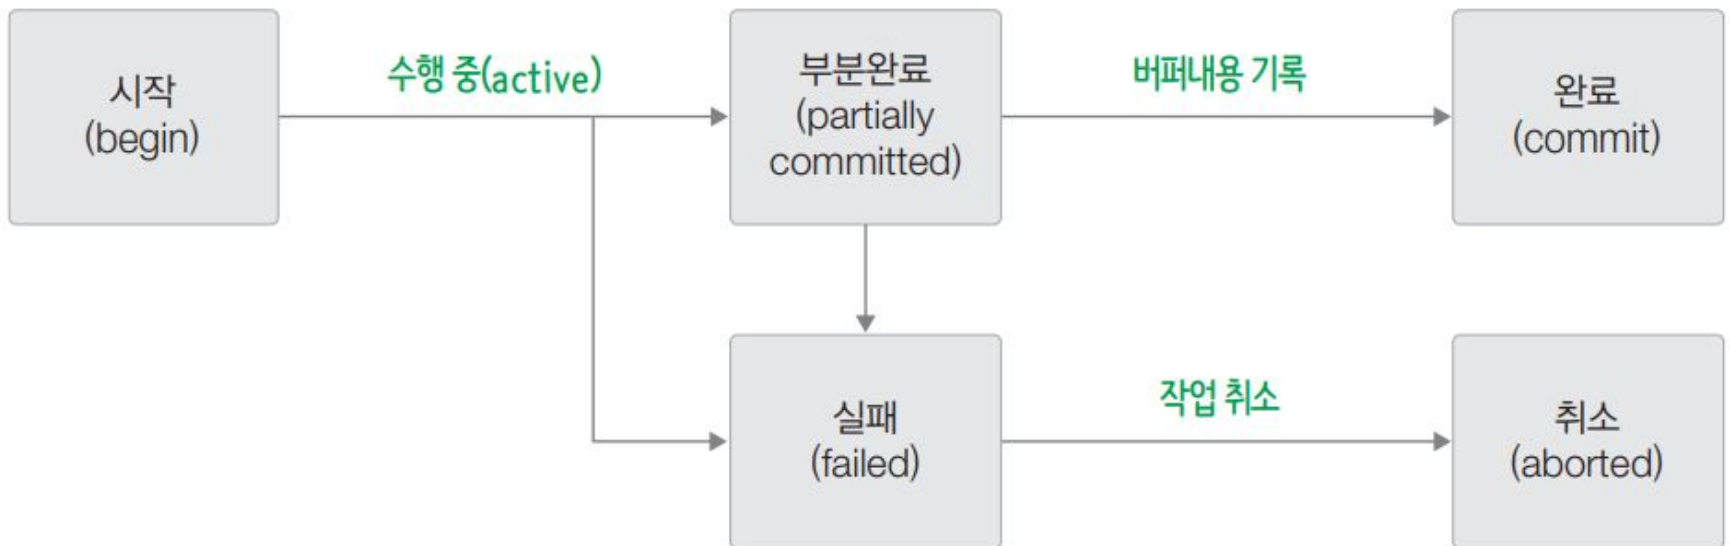 시작
(begin)
수행 중(active)
부분완료
(partially
committed)
버퍼내용 기록
완료
(commit)
실패
(failed)
작업 취소
취소
(aborted)